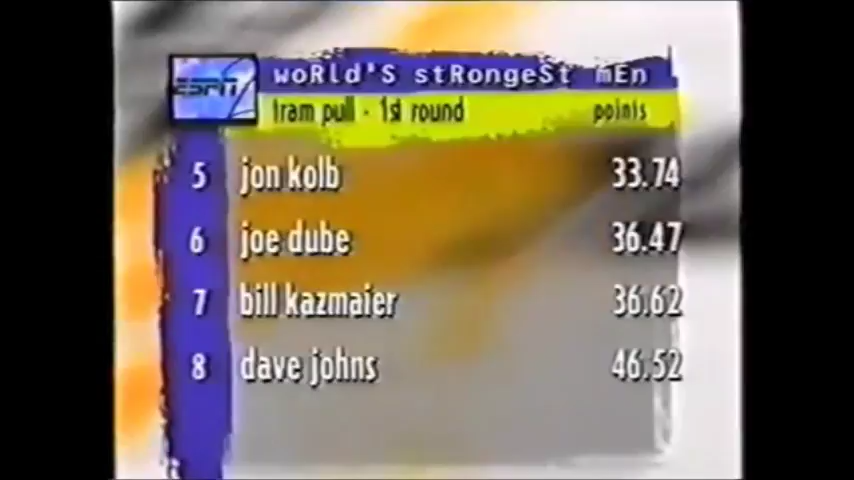 ESPN2
woRld'S stRongeSt mEn
tram pull - 1st round points
5 jon kolb 33.74
6 joe dube 36.47
7 bill kazmaier 36.62
8 dave johns 46.52